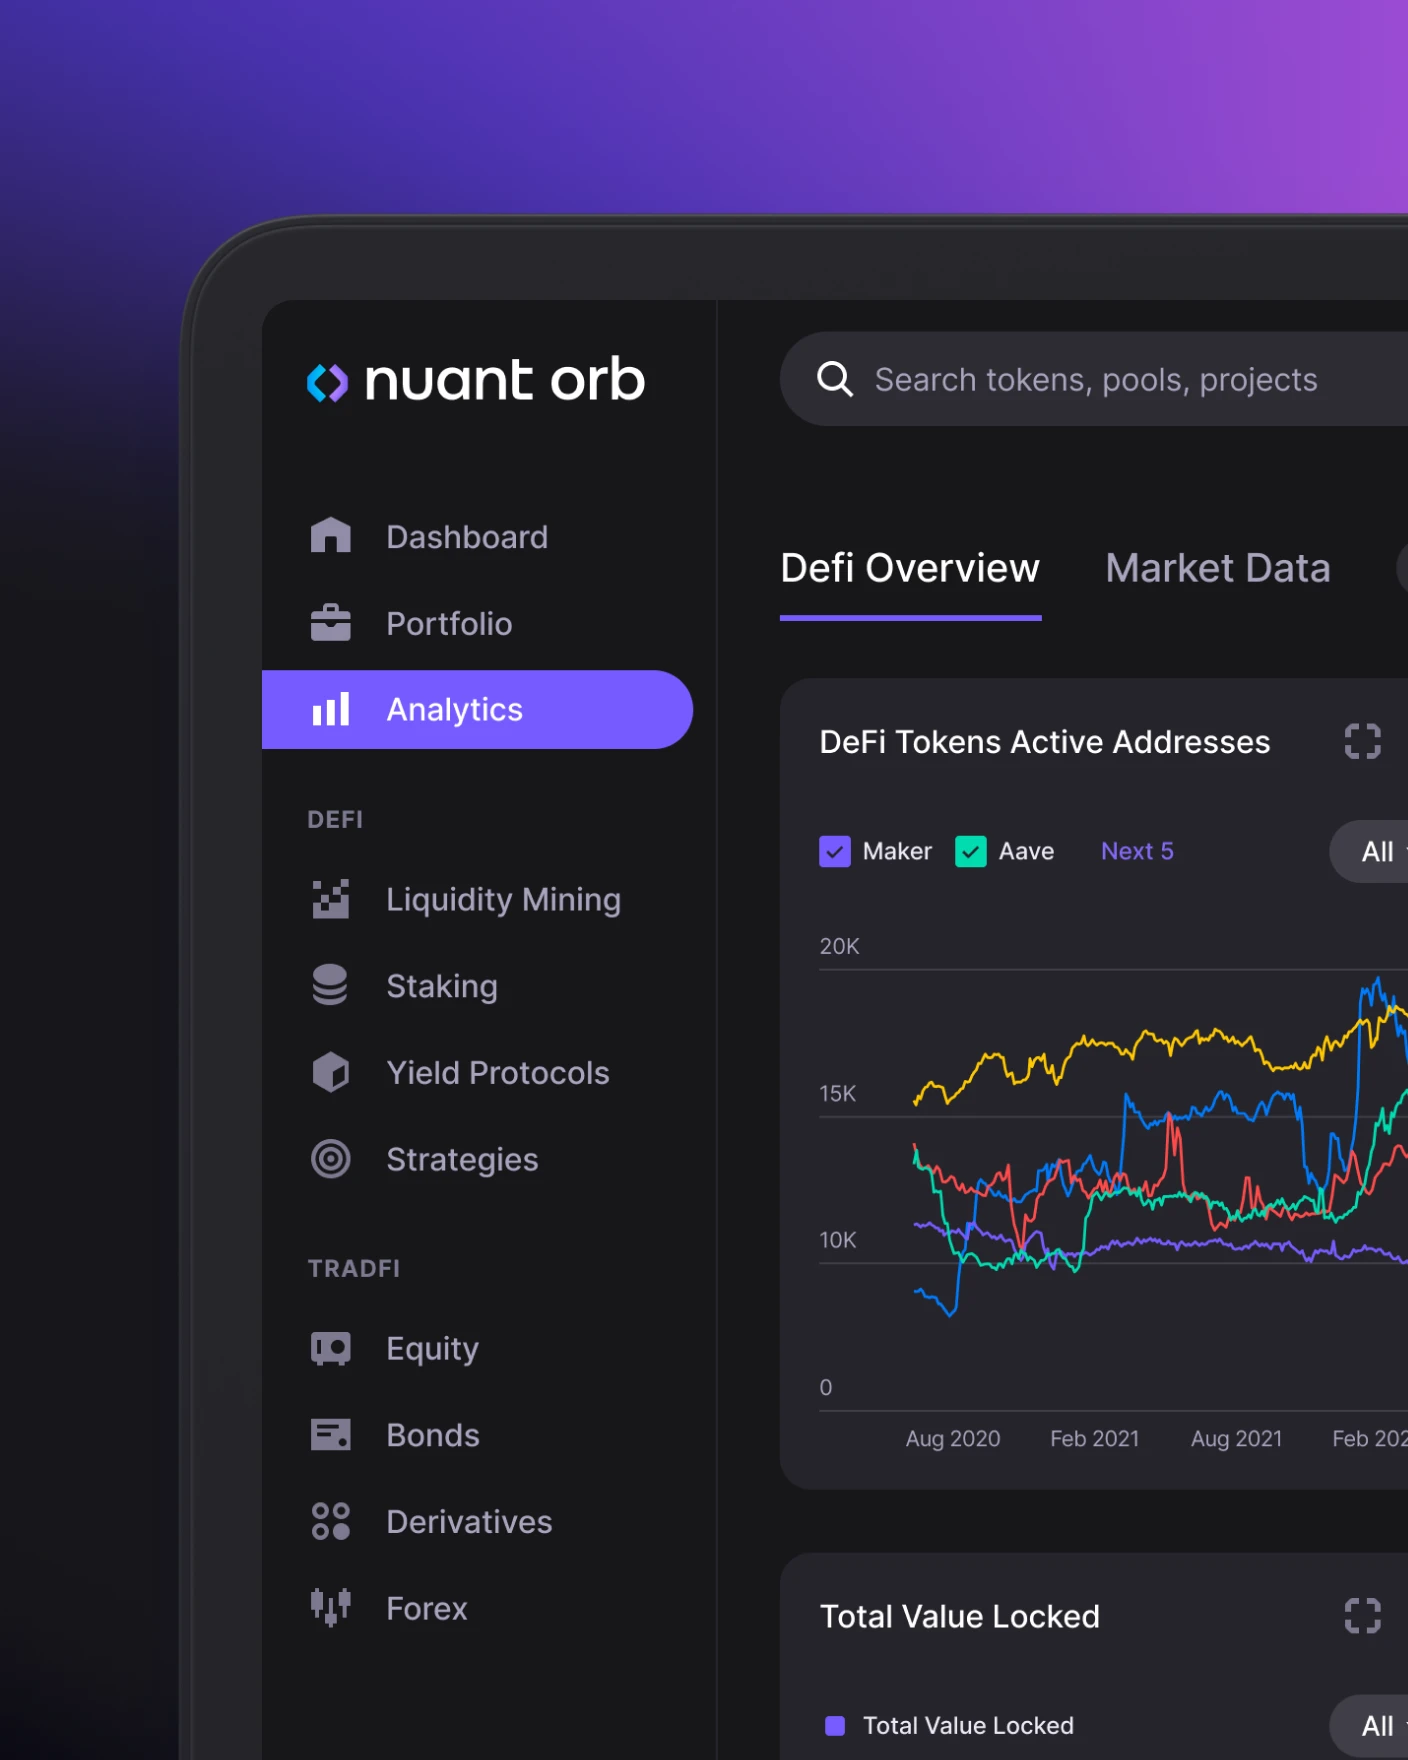 nuant orb
Search tokens, pools, projects
Dashboard
Portfolio
Analytics
DEFI
Liquidity Mining
Staking
Yield Protocols
Strategies
TRADFI
Equity
Bonds
Derivatives
Forex
Defi Overview
Market Data
DeFi Tokens Active Addresses
Maker
Aave
Next 5
All
20K
15K
10K
0
Aug 2020
Feb 2021
Aug 2021
Feb 202
Total Value Locked
Total Value Locked
All